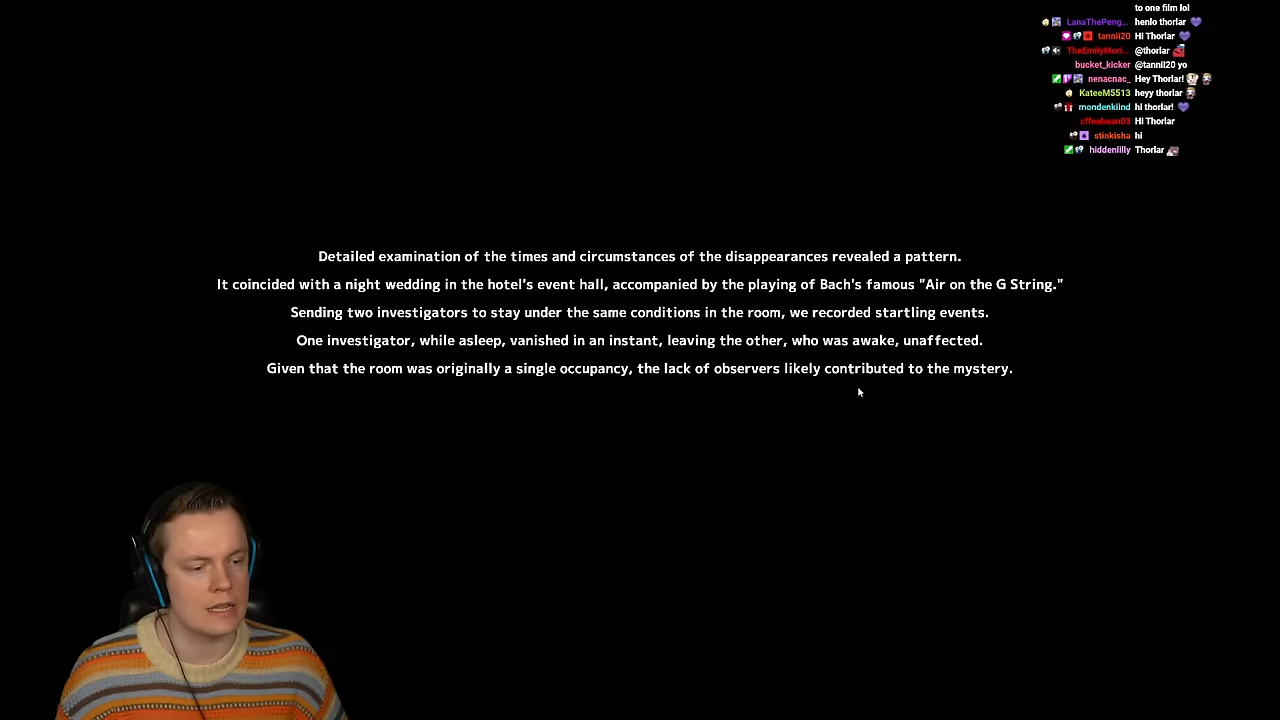 to one film lol
LanaThePeng... henlo thorlar
tannii20 Hi Thorlar
TheEmilyMori... @thorlar
bucket_kicker @tannii20 yo
nenacnac_ Hey Thorlar!
KateeM5513 heyy thorlar
mondenkiind hi thorlar!
cffeebean03 Hi Thorlar
stinkisha hi
hiddenlilly Thorlar
Detailed examination of the times and circumstances of the disappearances revealed a pattern.
It coincided with a night wedding in the hotel's event hall, accompanied by the playing of Bach's famous "Air on the G String."
Sending two investigators to stay under the same conditions in the room, we recorded startling events.
One investigator, while asleep, vanished in an instant, leaving the other, who was awake, unaffected.
Given that the room was originally a single occupancy, the lack of observers likely contributed to the mystery.